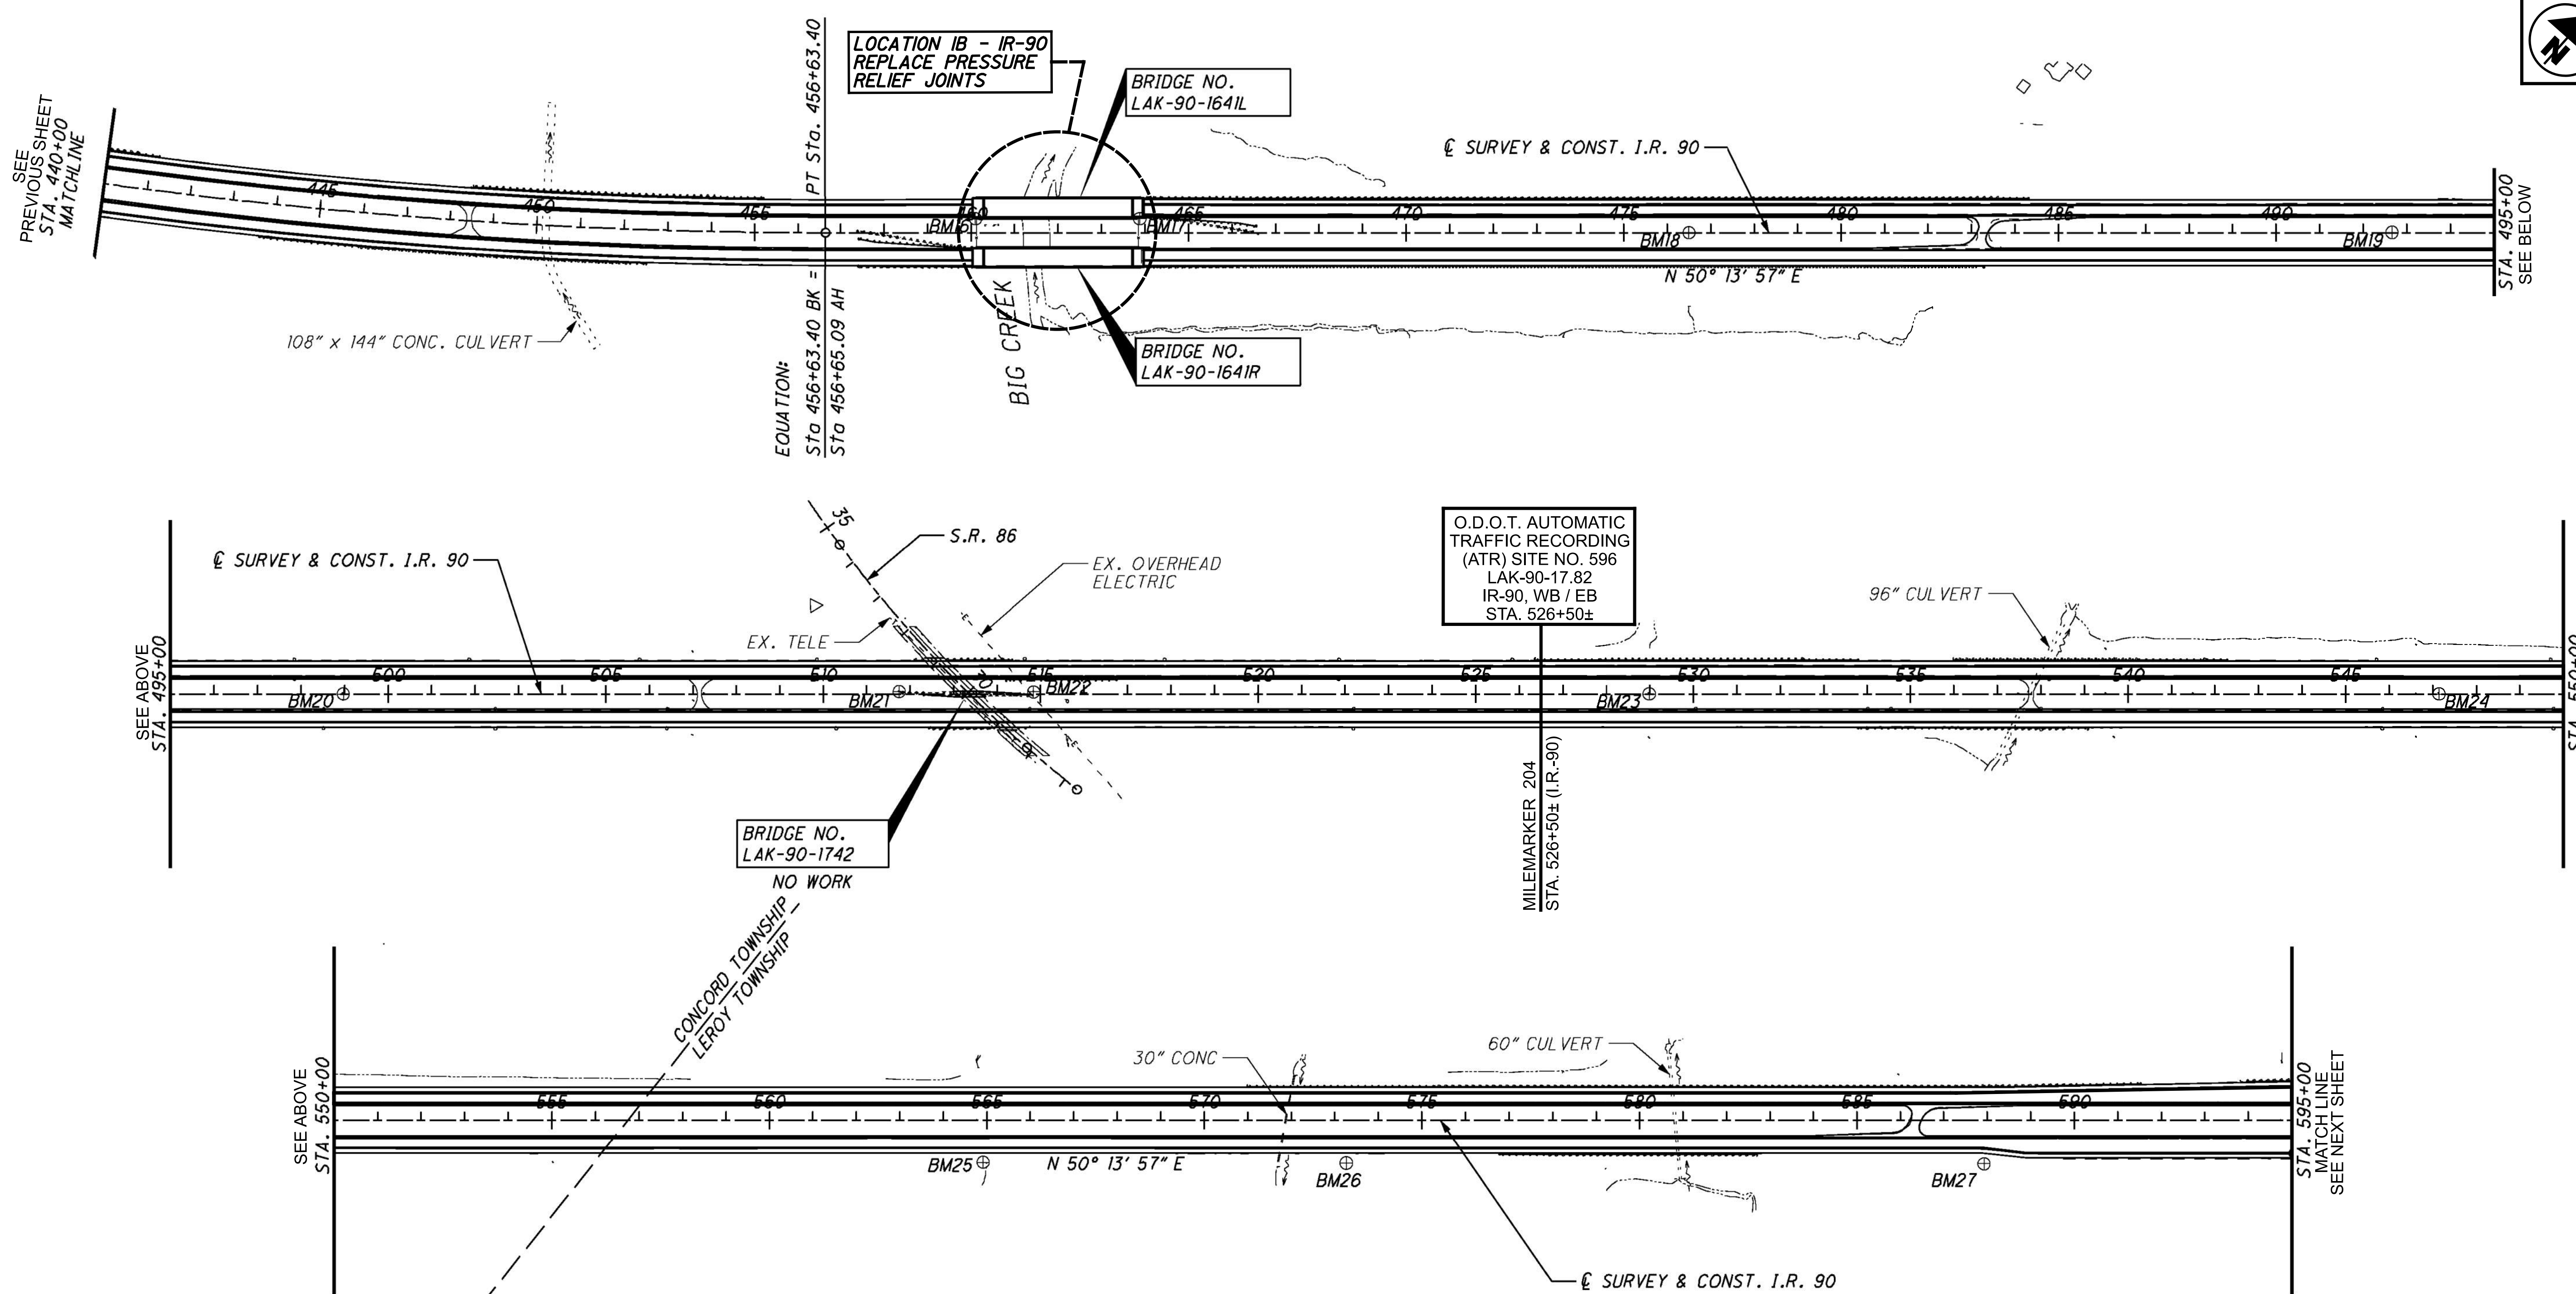 LOCATION 1B - IR-90
REPLACE PRESSURE
RELIEF JOINTS
BRIDGE NO.
LAK-90-1641L
PT Sta. 456+63.40
℄ SURVEY & CONST. I.R. 90
N
SEE
PREVIOUS SHEET
STA. 440+00
MATCHLINE
445
450
455
460
465
470
475
480
485
490
BM16
BM17
BM18
BM19
N 50° 13' 57" E
STA. 495+00
SEE BELOW
108" x 144" CONC. CULVERT
EQUATION:
Sta 456+63.40 BK =
Sta 456+65.09 AH
BIG CREEK
BRIDGE NO.
LAK-90-1641R
℄ SURVEY & CONST. I.R. 90
35
S.R. 86
EX. OVERHEAD
ELECTRIC
EX. TELE
O.D.O.T. AUTOMATIC
TRAFFIC RECORDING
(ATR) SITE NO. 596
LAK-90-17.82
IR-90, WB / EB
STA. 526+50±
96" CULVERT
SEE ABOVE
STA. 495+00
500
505
510
515
520
525
530
535
540
545
40
BM20
BM21
BM22
BM23
BM24
STA. 550+00
BRIDGE NO.
LAK-90-1742
NO WORK
MILEMARKER 204
STA. 526+50± (I.R.-90)
CONCORD TOWNSHIP
LEROY TOWNSHIP
30" CONC
60" CULVERT
SEE ABOVE
STA. 550+00
555
560
565
570
575
580
585
590
BM25
N 50° 13' 57" E
BM26
BM27
STA. 595+00
MATCH LINE
SEE NEXT SHEET
℄ SURVEY & CONST. I.R. 90